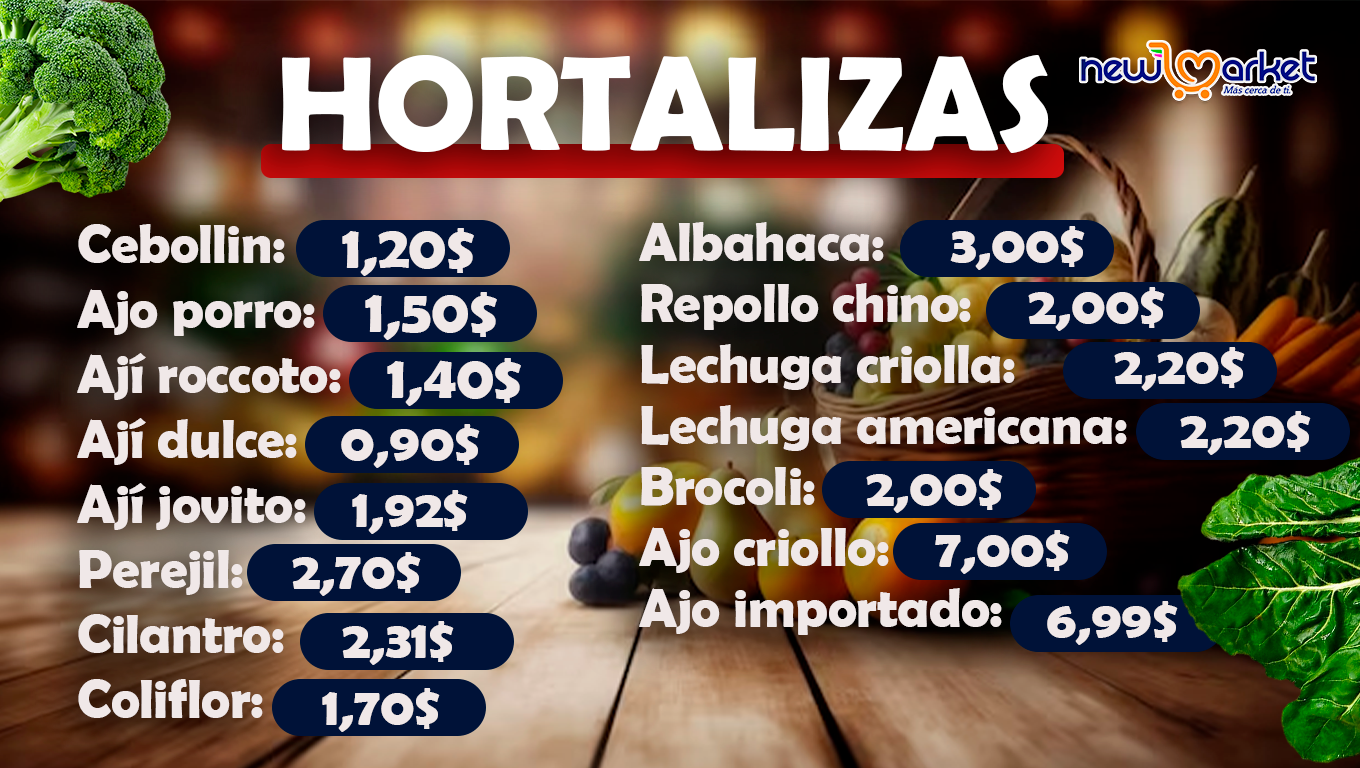 HORTALIZAS
new Market
Más cerca de ti.
Cebollin: 1,20$
Ajo porro: 1,50$
Ají roccoto: 1,40$
Ají dulce: 0,90$
Ají jovito: 1,92$
Perejil: 2,70$
Cilantro: 2,31$
Coliflor: 1,70$
Albahaca: 3,00$
Repollo chino: 2,00$
Lechuga criolla: 2,20$
Lechuga americana: 2,20$
Brocoli: 2,00$
Ajo criollo: 7,00$
Ajo importado: 6,99$